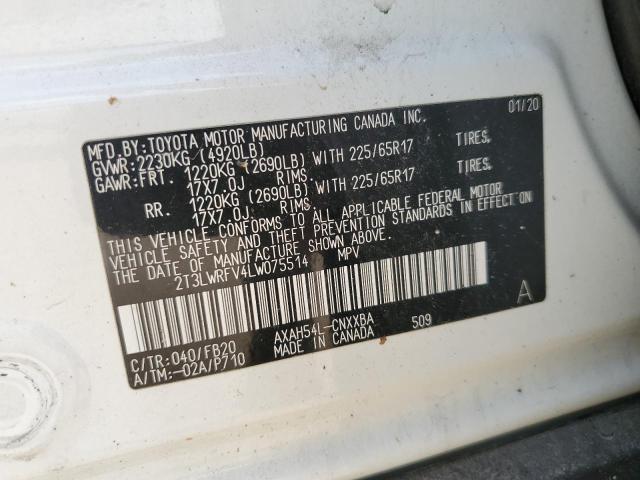 MFD.BY:TOYOTA MOTOR MANUFACTURING CANADA INC. 01/20
GVWR:2230KG (4920LB)
GAWR:FRT. 1220KG (2690LB) WITH 225/65R17 TIRES.
17X7.0J RIMS
RR. 1220KG (2690LB) WITH 225/65R17 TIRES.
17X7.0J RIMS.
THIS VEHICLE CONFORMS TO ALL APPLICABLE FEDERAL MOTOR
VEHICLE SAFETY AND THEFT PREVENTION STANDARDS IN EFFECT ON
THE DATE OF MANUFACTURE SHOWN ABOVE.
2T3LWRFV4LW075514 MPV
C/TR:040/FB20 AXAH54L-CNXXBA 509 A
A/TM:-02A/P710 MADE IN CANADA